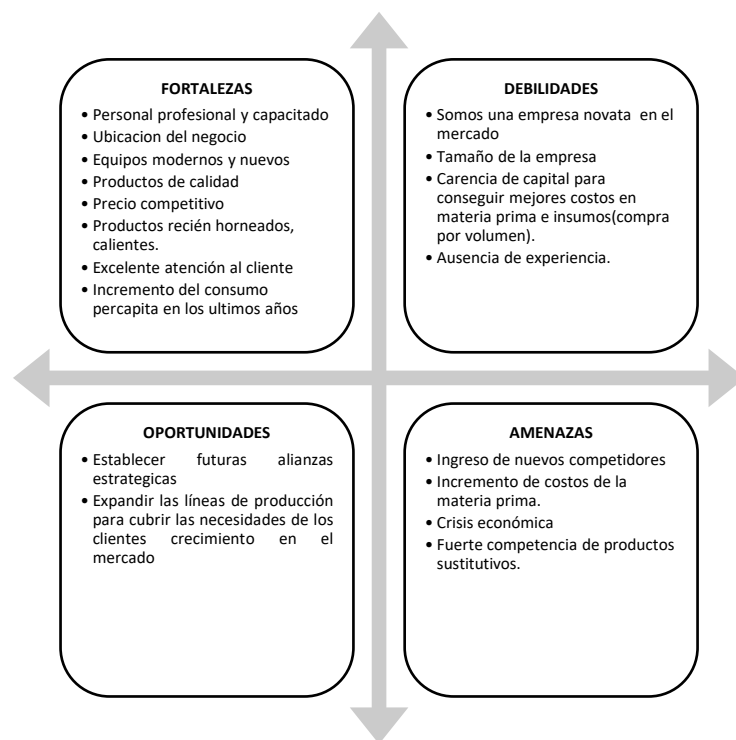 FORTALEZAS
• Personal profesional y capacitado
• Ubicacion del negocio
• Equipos modernos y nuevos
• Productos de calidad
• Precio competitivo
• Productos recién horneados,
calientes.
• Excelente atención al cliente
• Incremento del consumo
percapita en los ultimos años
DEBILIDADES
• Somos una empresa novata en el
mercado
• Tamaño de la empresa
• Carencia de capital para
conseguir mejores costos en
materia prima e insumos(compra
por volumen).
• Ausencia de experiencia.
OPORTUNIDADES
• Establecer futuras alianzas
estrategicas
• Expandir las líneas de producción
para cubrir las necesidades de los
clientes crecimiento en el
mercado
AMENAZAS
• Ingreso de nuevos competidores
• Incremento de costos de la
materia prima.
• Crisis económica
• Fuerte competencia de productos
sustitutivos.